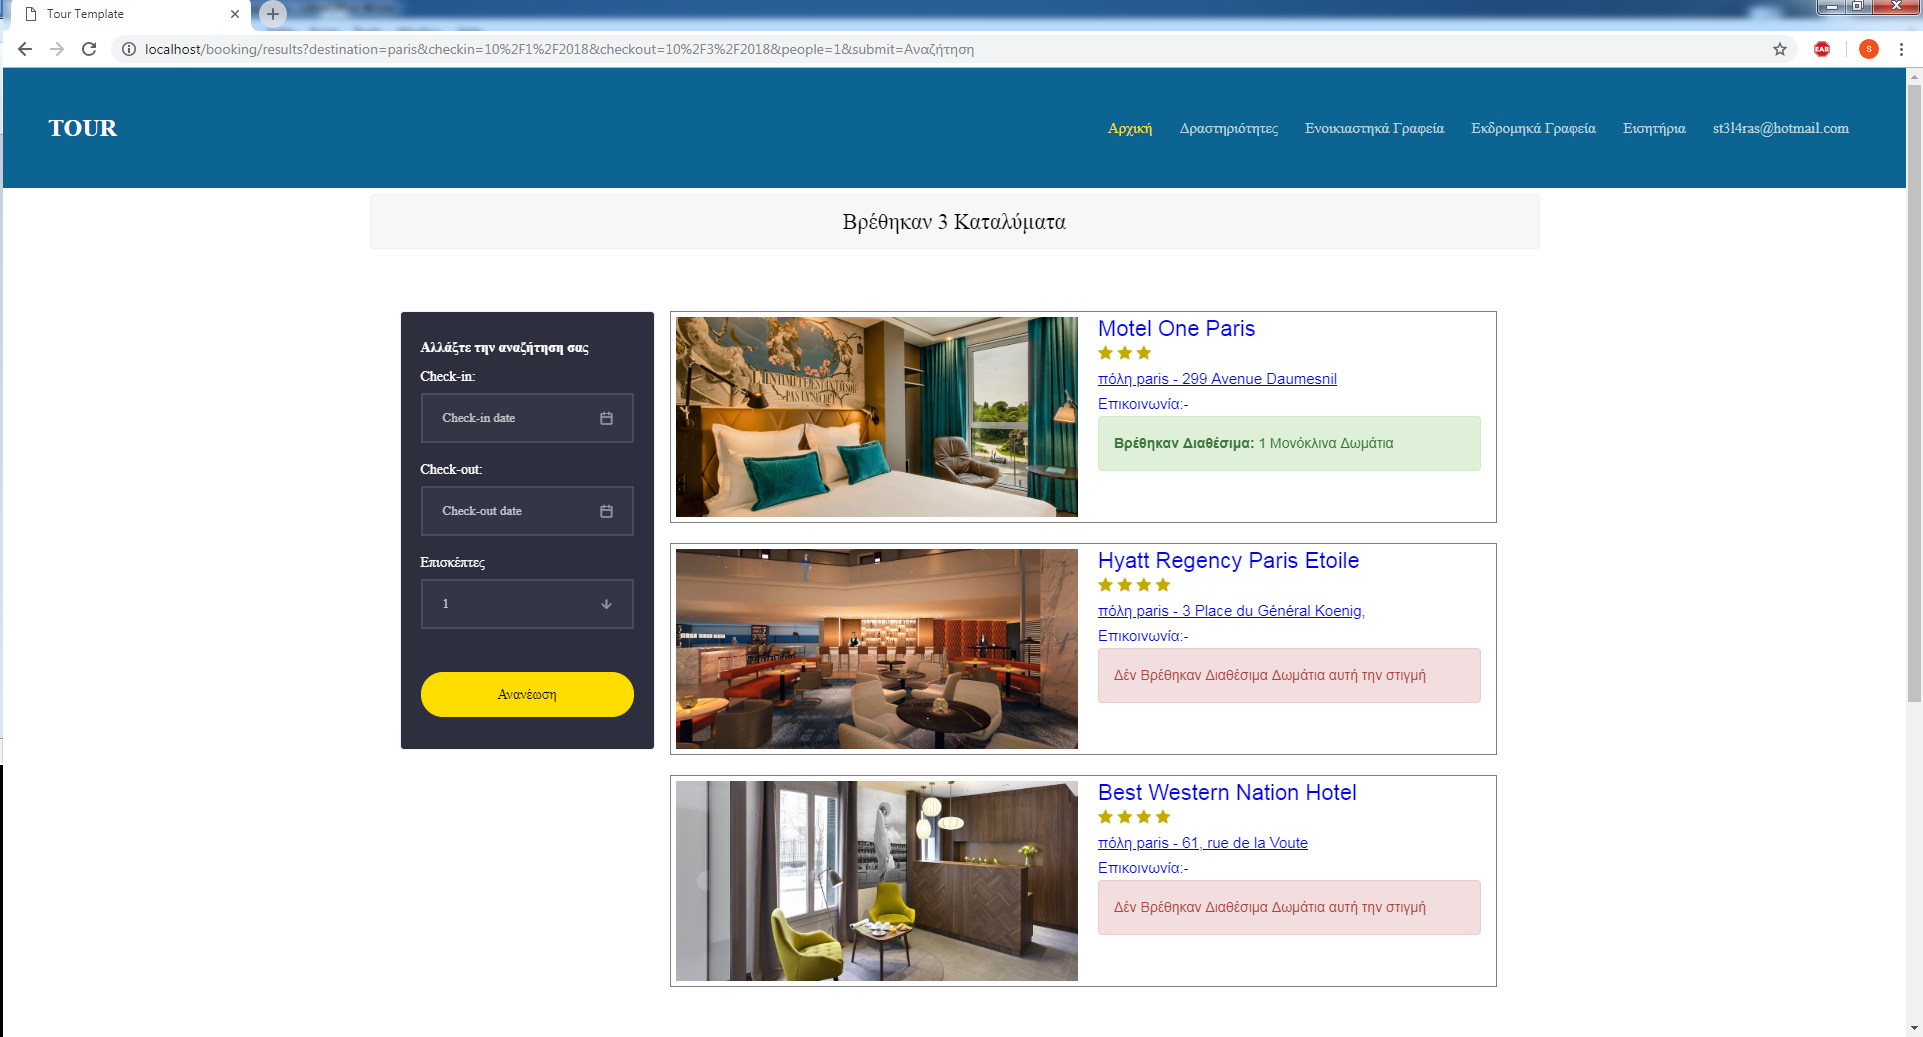 Tour Template
localhost/booking/results?destination=paris&checkin=10%2F1%2F2018&checkout=10%2F3%2F2018&people=1&submit=Αναζήτηση
EAB
S
TOUR
Αρχική Δραστηριότητες Ενοικιαστηκά Γραφεία Εκδρομηκά Γραφεία Εισητήρια st3l4ras@hotmail.com
Βρέθηκαν 3 Καταλύματα
Αλλάξτε την αναζήτηση σας
Check-in:
Check-in date
Check-out:
Check-out date
Επισκέπτες
1
Ανανέωση
Motel One Paris
πόλη paris - 299 Avenue Daumesnil
Επικοινωνία:-
Βρέθηκαν Διαθέσιμα: 1 Μονόκλινα Δωμάτια
Hyatt Regency Paris Etoile
πόλη paris - 3 Place du Général Koenig,
Επικοινωνία:-
Δέν Βρέθηκαν Διαθέσιμα Δωμάτια αυτή την στιγμή
Best Western Nation Hotel
πόλη paris - 61, rue de la Voute
Επικοινωνία:-
Δέν Βρέθηκαν Διαθέσιμα Δωμάτια αυτή την στιγμή